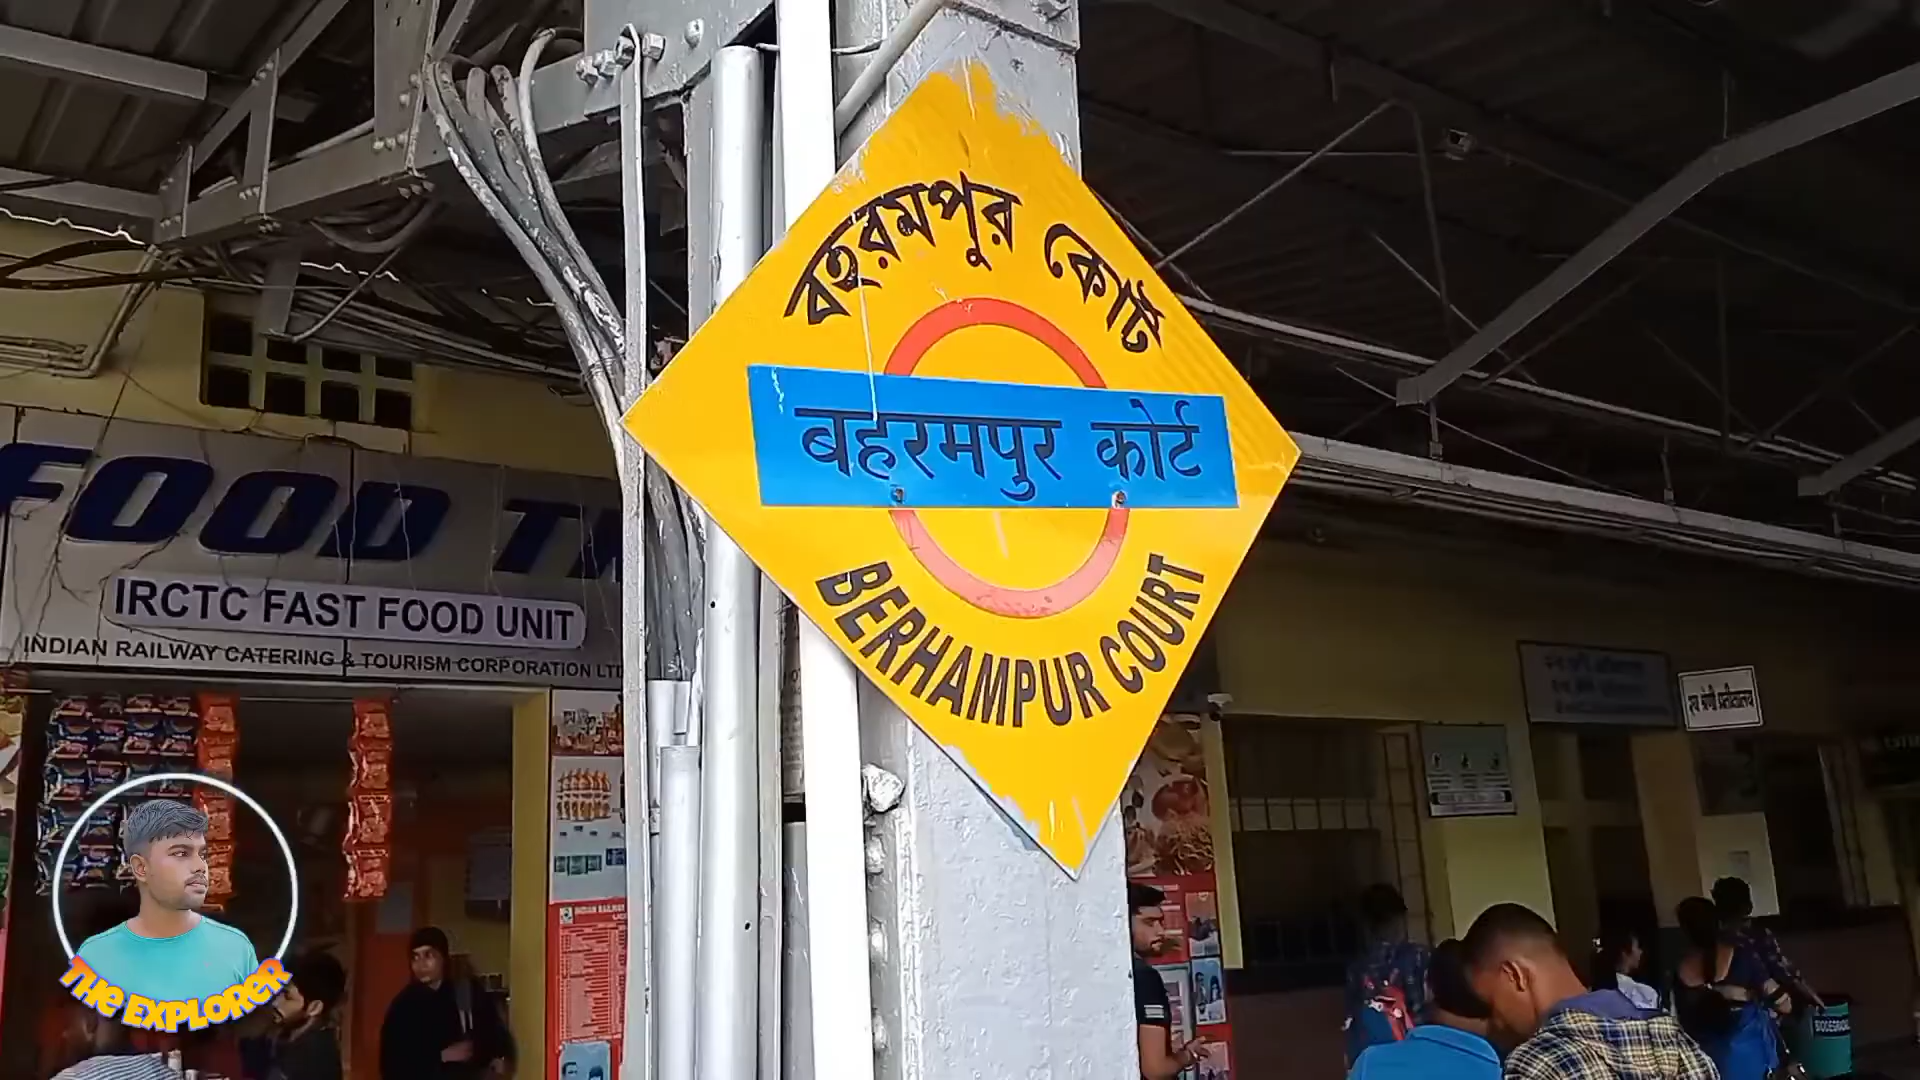 বহরমপুর কোর্ট
बहरमपुर कोर्ट
BERHAMPUR COURT
FOOD
IRCTC FAST FOOD UNIT
INDIAN RAILWAY CATERING & TOURISM CORPORATION LTD
THE EXPLORER